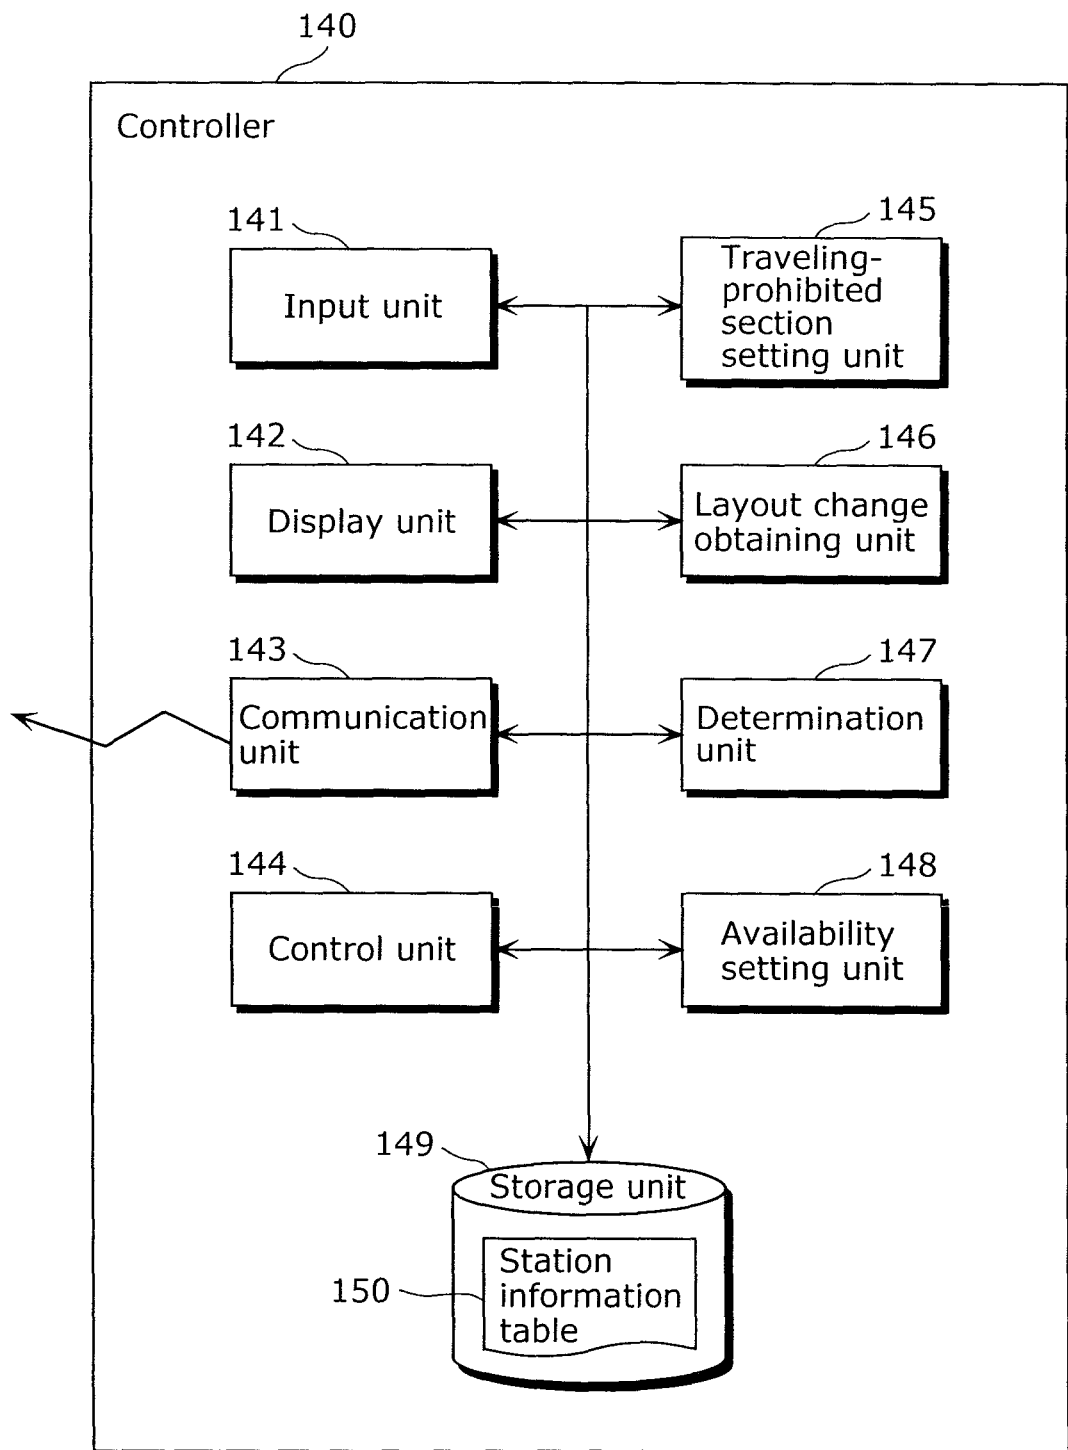 140
Controller
141
Input unit
145
Traveling-
prohibited
section
setting unit
142
Display unit
146
Layout change
obtaining unit
143
Communication
unit
147
Determination
unit
144
Control unit
148
Availability
setting unit
149
Storage unit
150
Station
information
table